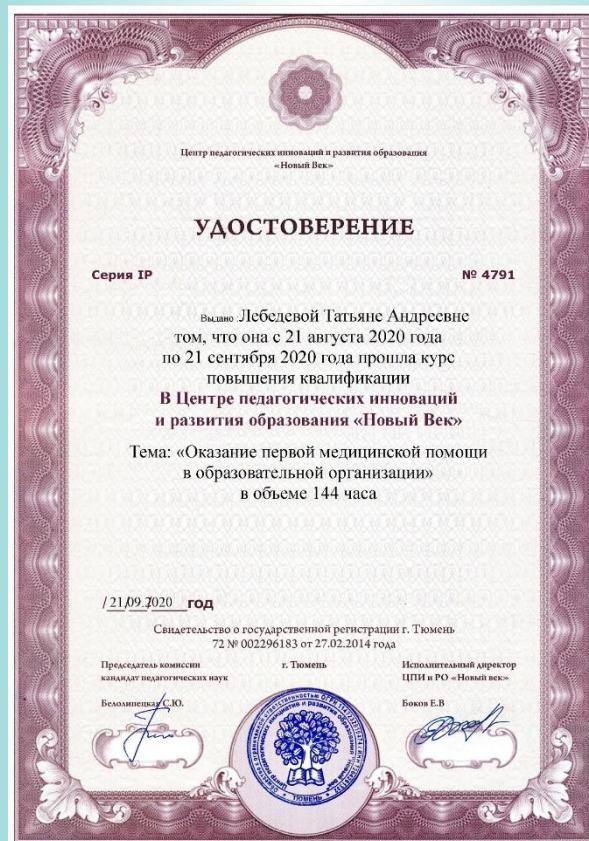 Центр педагогических инноваций и развития образования
«Новый Век»
УДОСТОВЕРЕНИЕ
Серия IP № 4791
Выдано Лебедевой Татьяне Андреевне
том, что она с 21 августа 2020 года
по 21 сентября 2020 года прошла курс
повышения квалификации
В Центре педагогических инноваций
и развития образования «Новый Век»
Тема: «Оказание первой медицинской помощи
в образовательной организации»
в объеме 144 часа
/21/09.2020 год
Свидетельство о государственной регистрации г. Тюмень
72 № 002296183 от 27.02.2014 года
Председатель комиссии г. Тюмень Исполнительный директор
кандидат педагогических наук ЦПИ и РО «Новый век»
Белолипецкая С.Ю. Боков Е.В
ТЮМЕНЬ